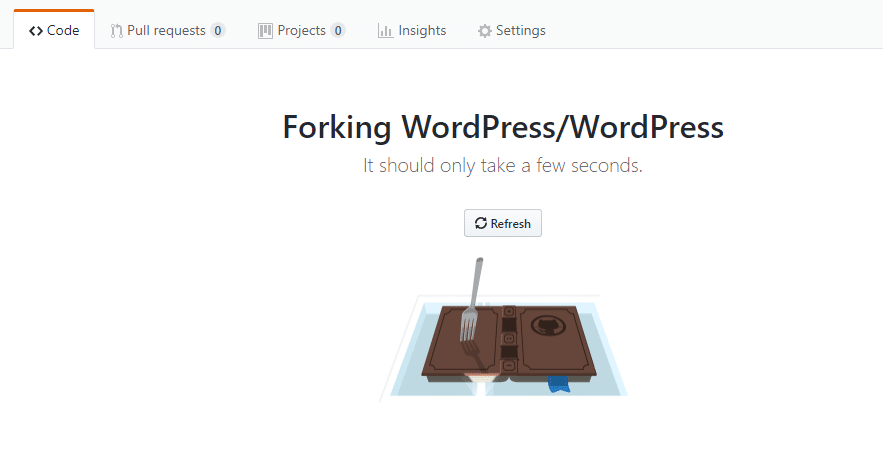 Code Pull requests 0 Projects 0 Insights Settings
Forking WordPress/WordPress
It should only take a few seconds.
Refresh